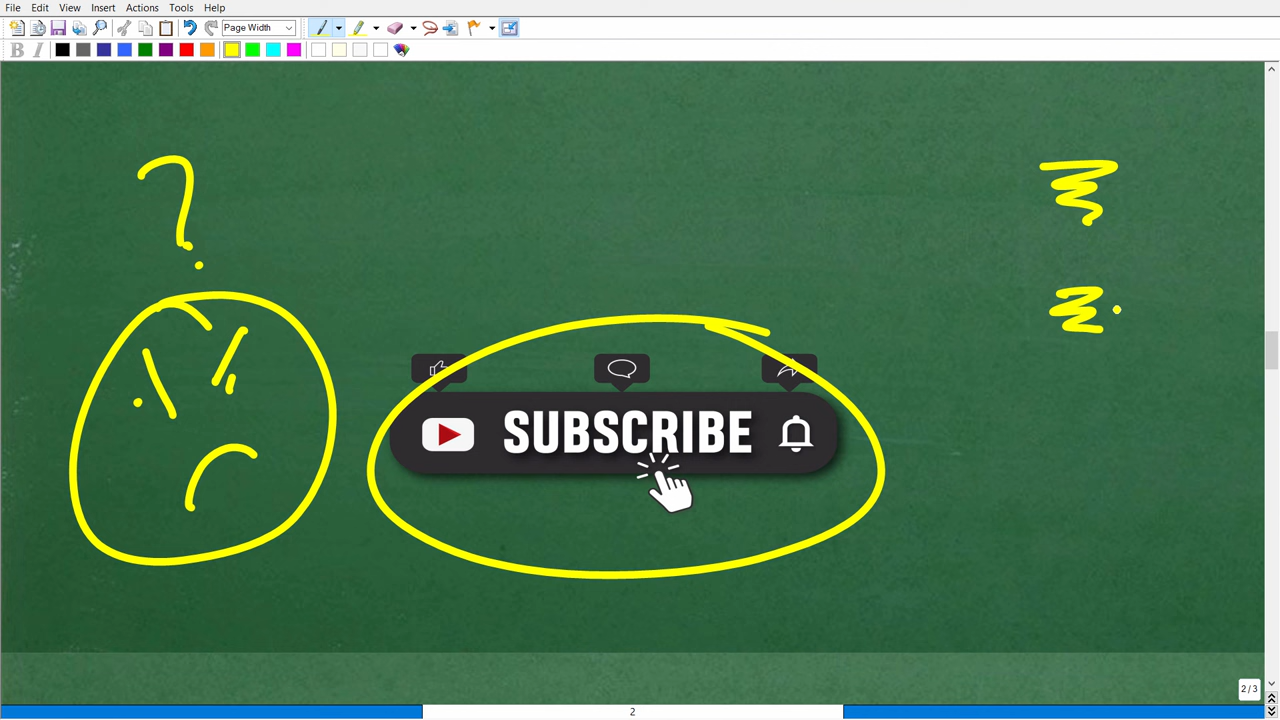 File Edit View Insert Actions Tools Help
Page Width
B I
?
SUBSCRIBE
2/3
2